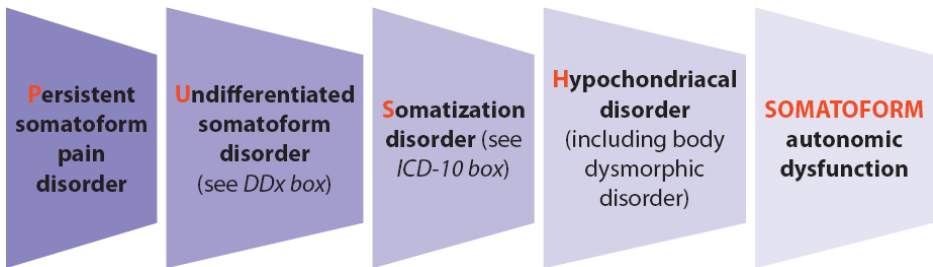 Persistent
somatoform
pain
disorder
Undifferentiated
somatoform
disorder
(see DDx box)
Somatization
disorder (see
ICD-10 box)
Hypochondriacal
disorder
(including body
dysmorphic
disorder)
SOMATOFORM
autonomic
dysfunction